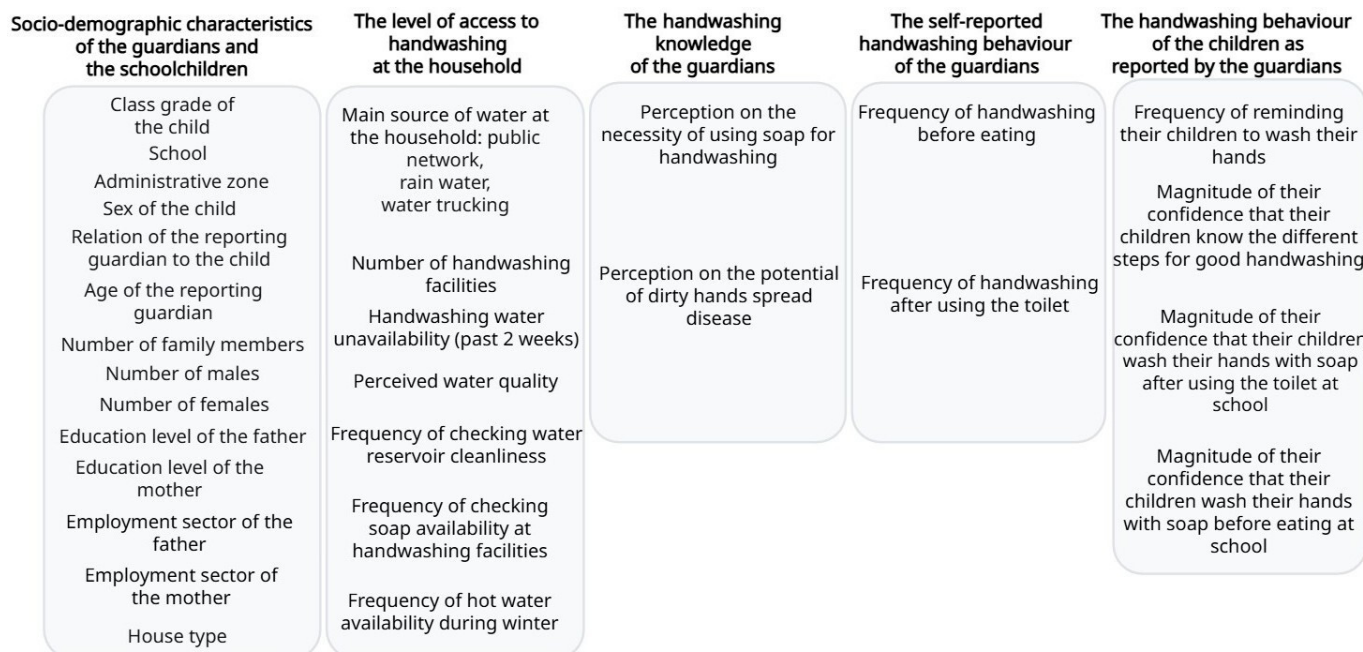 Socio-demographic characteristics
of the guardians and
the schoolchildren
Class grade of
the child
School
Administrative zone
Sex of the child
Relation of the reporting
guardian to the child
Age of the reporting
guardian
Number of family members
Number of males
Number of females
Education level of the father
Education level of the
mother
Employment sector of the
father
Employment sector of
the mother
House type
The level of access to
handwashing
at the household
Main source of water at
the household: public
network,
rain water,
water trucking
Number of handwashing
facilities
Handwashing water
unavailability (past 2 weeks)
Perceived water quality
Frequency of checking water
reservoir cleanliness
Frequency of checking
soap availability at
handwashing facilities
Frequency of hot water
availability during winter
The handwashing
knowledge
of the guardians
Perception on the
necessity of using soap for
handwashing
Perception on the potential
of dirty hands spread
disease
The self-reported
handwashing behaviour
of the guardians
Frequency of handwashing
before eating
Frequency of handwashing
after using the toilet
The handwashing behaviour
of the children as
reported by the guardians
Frequency of reminding
their children to wash their
hands
Magnitude of their
confidence that their
children know the different
steps for good handwashing
Magnitude of their
confidence that their children
wash their hands with soap
after using the toilet at
school
Magnitude of their
confidence that their
children wash their hands
with soap before eating at
school